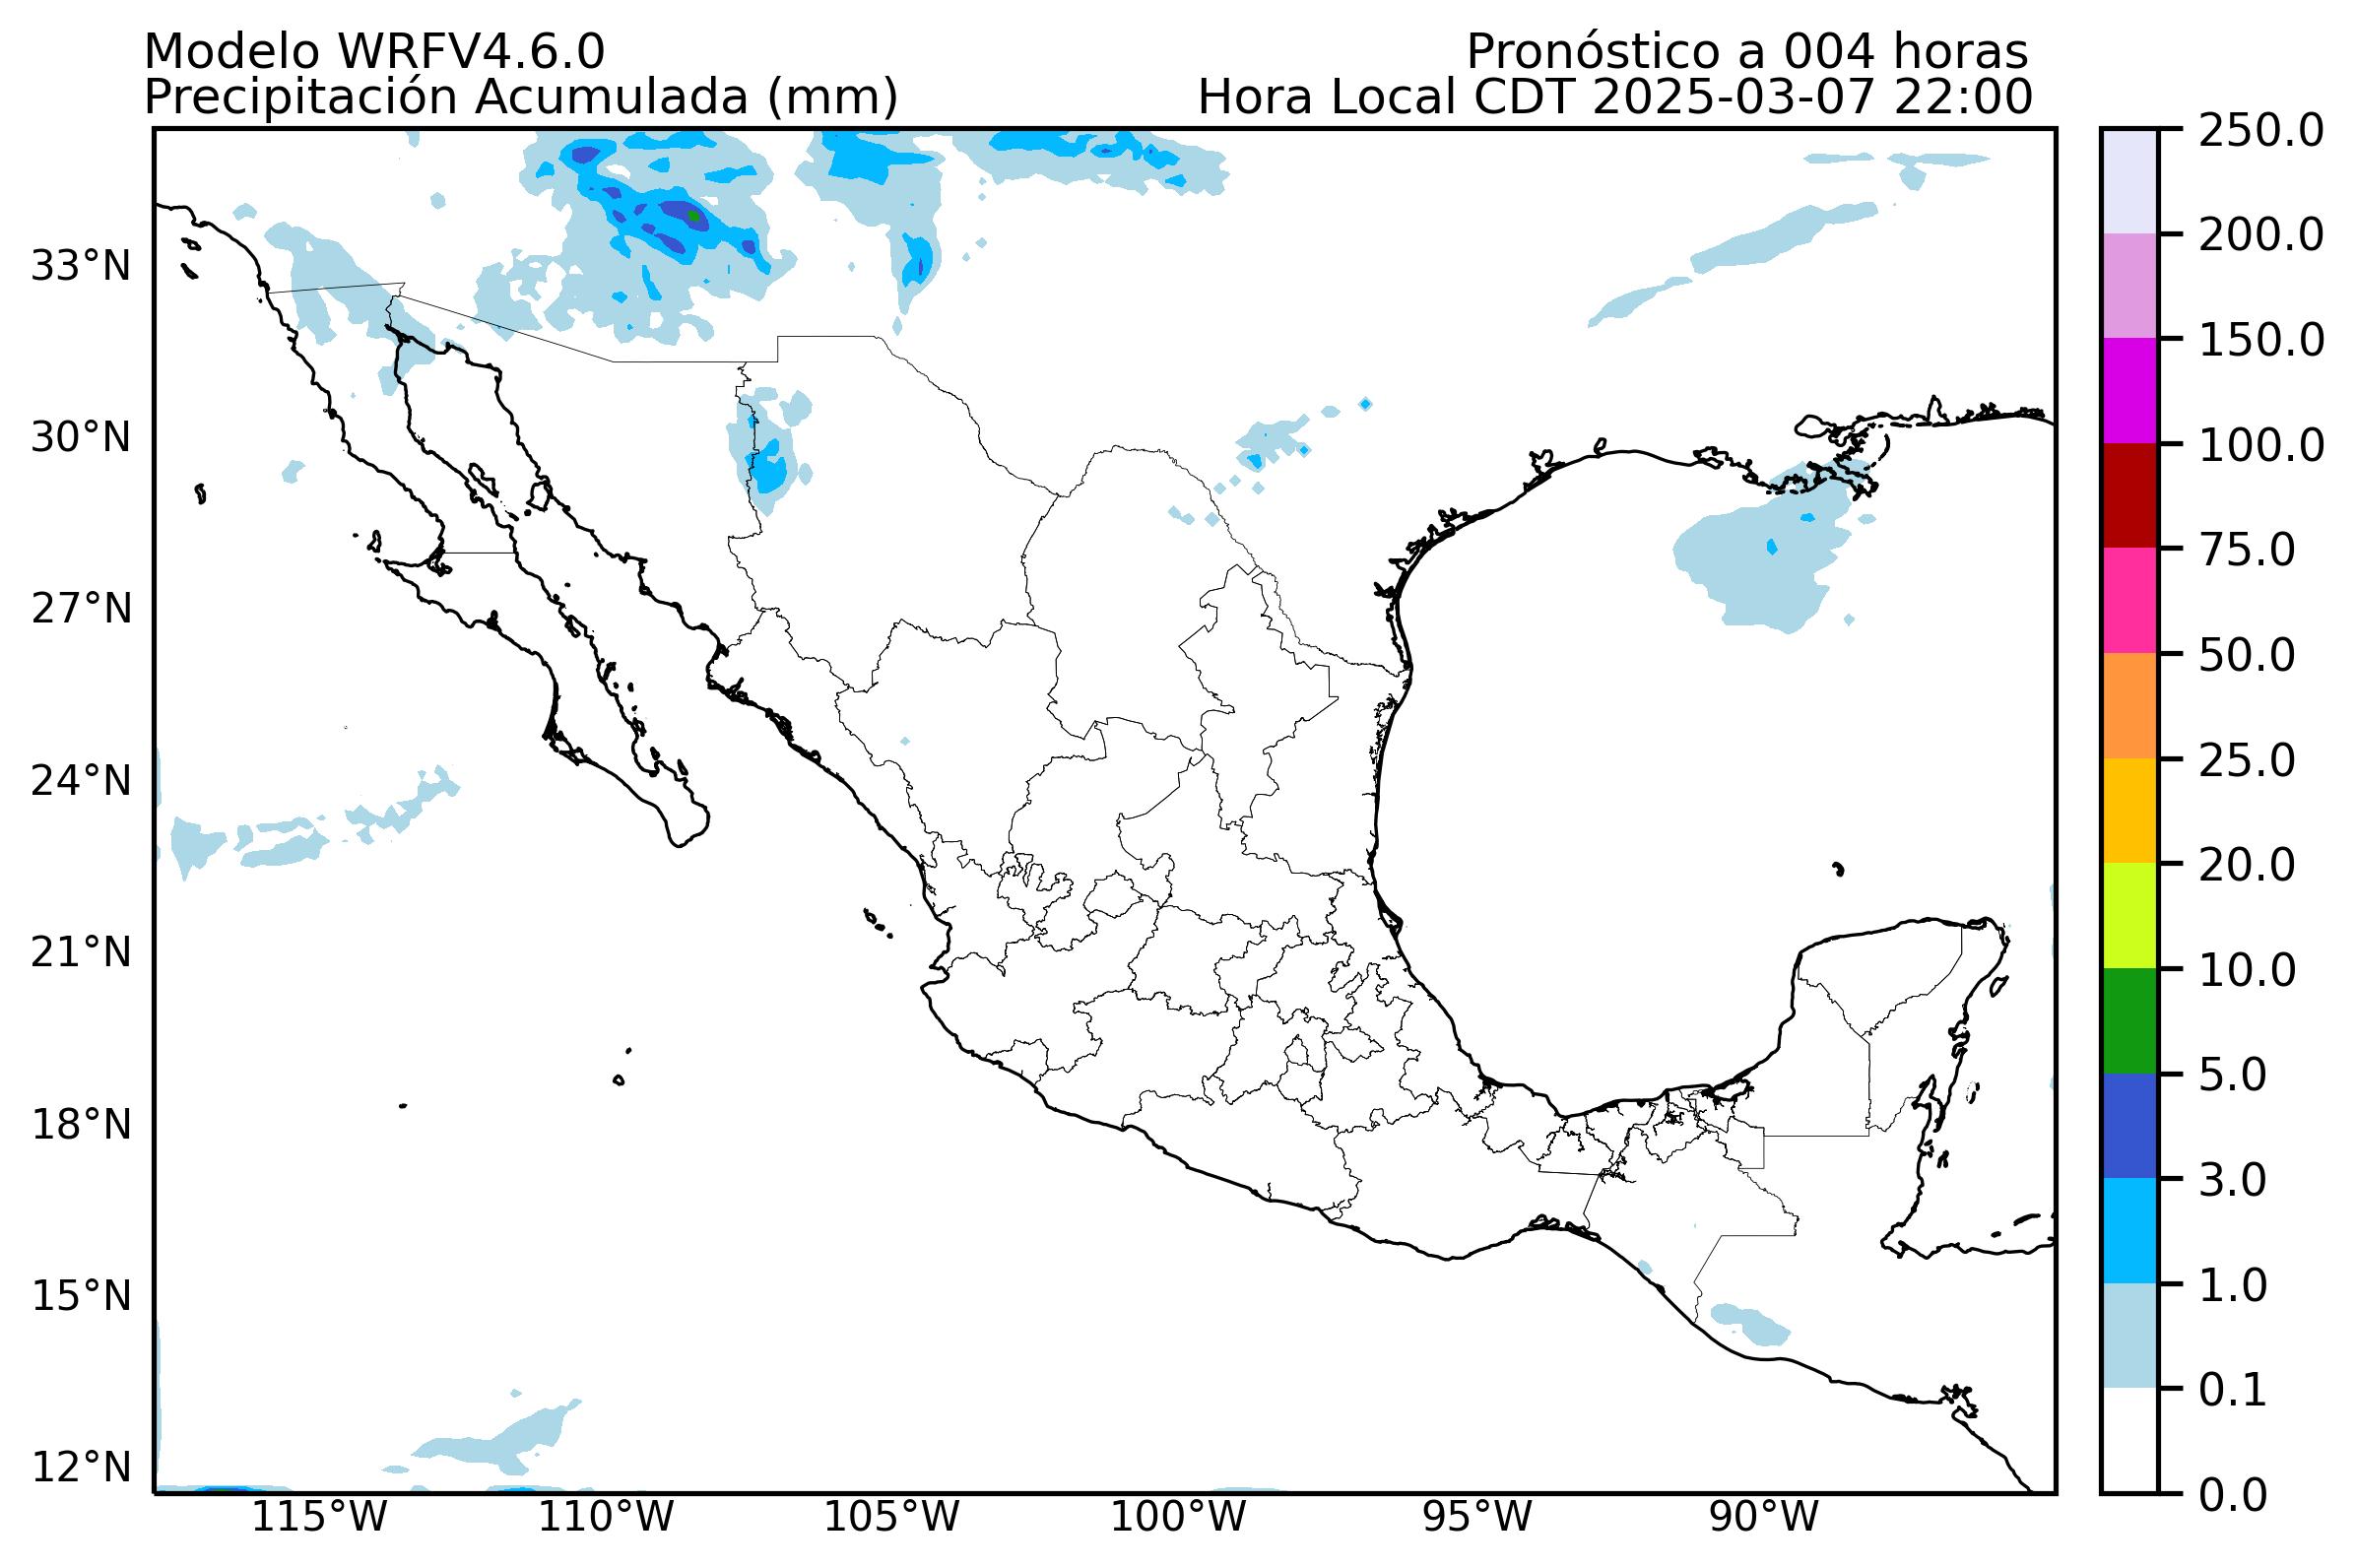 Modelo WRFV4.6.0
Pronóstico a 004 horas
Precipitación Acumulada (mm)
Hora Local CDT 2025-03-07 22:00
33°N
30°N
27°N
24°N
21°N
18°N
15°N
12°N
115°W
110°W
105°W
100°W
95°W
90°W
250.0
200.0
150.0
100.0
75.0
50.0
25.0
20.0
10.0
5.0
3.0
1.0
0.1
0.0